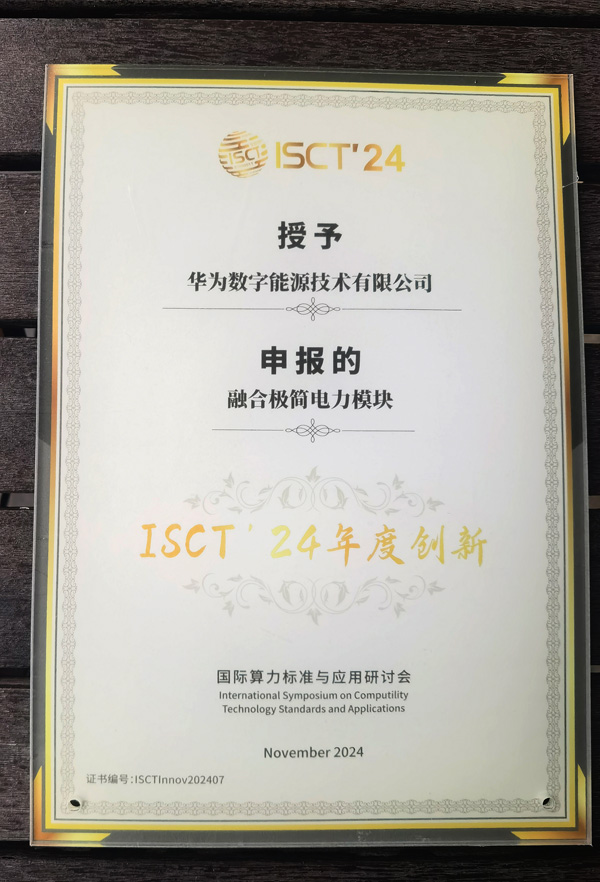 ISCT
ISCT'24
授予
华为数字能源技术有限公司
申报的
融合极简电力模块
ISCT'24年度创新
国际算力标准与应用研讨会
International Symposium on Computility
Technology Standards and Applications
November 2024
证书编号:ISCTInnov202407